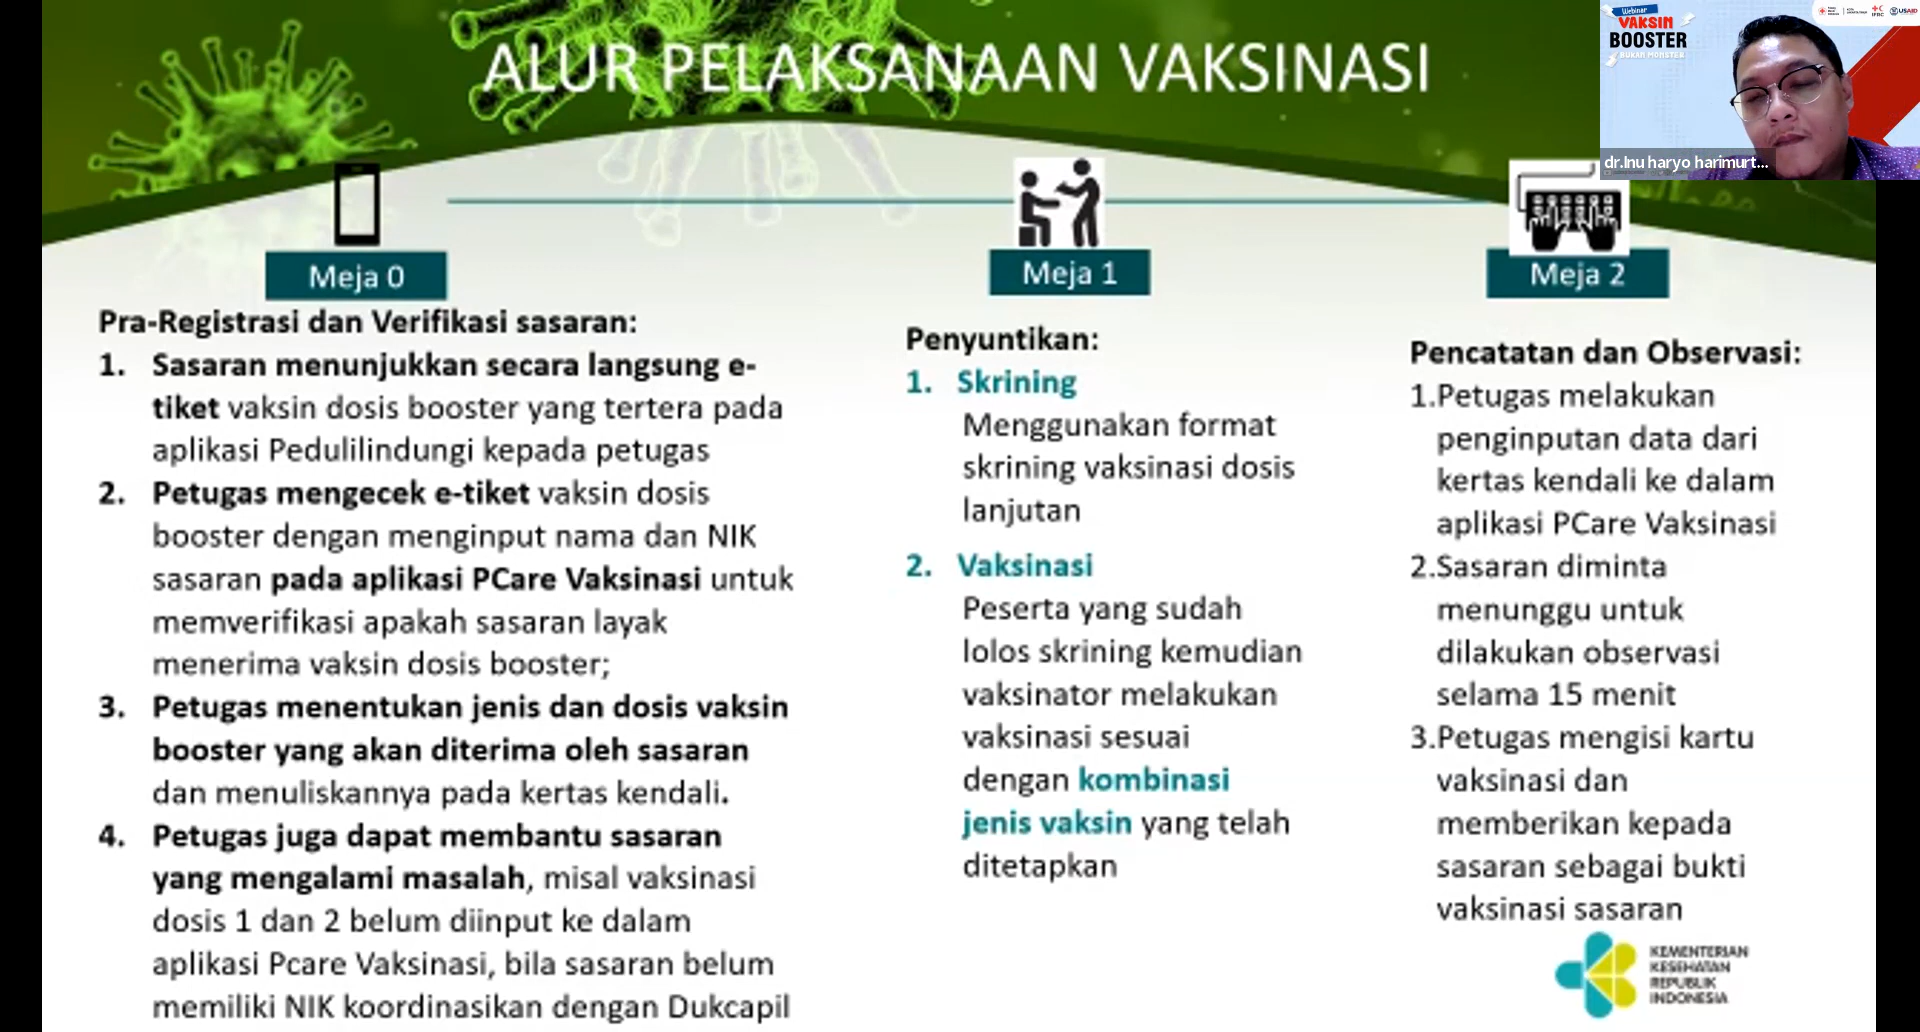 ALUR PELAKSANAAN VAKSINASI
Webinar
VAKSIN
BOOSTER
BUKAN MONSTER
IFRC
USAID
dr.Inu haryo harimurt...
Meja 0
Pra-Registrasi dan Verifikasi sasaran:
1. Sasaran menunjukkan secara langsung e-
tiket vaksin dosis booster yang tertera pada
aplikasi Pedulilindungi kepada petugas
2. Petugas mengecek e-tiket vaksin dosis
booster dengan menginput nama dan NIK
sasaran pada aplikasi PCare Vaksinasi untuk
memverifikasi apakah sasaran layak
menerima vaksin dosis booster;
3. Petugas menentukan jenis dan dosis vaksin
booster yang akan diterima oleh sasaran
dan menuliskannya pada kertas kendali.
4. Petugas juga dapat membantu sasaran
yang mengalami masalah, misal vaksinasi
dosis 1 dan 2 belum diinput ke dalam
aplikasi Pcare Vaksinasi, bila sasaran belum
memiliki NIK koordinasikan dengan Dukcapil
Meja 1
Penyuntikan:
1. Skrining
Menggunakan format
skrining vaksinasi dosis
lanjutan
2. Vaksinasi
Peserta yang sudah
lolos skrining kemudian
vaksinator melakukan
vaksinasi sesuai
dengan kombinasi
jenis vaksin yang telah
ditetapkan
Meja 2
Pencatatan dan Observasi:
1.Petugas melakukan
penginputan data dari
kertas kendali ke dalam
aplikasi PCare Vaksinasi
2.Sasaran diminta
menunggu untuk
dilakukan observasi
selama 15 menit
3.Petugas mengisi kartu
vaksinasi dan
memberikan kepada
sasaran sebagai bukti
vaksinasi sasaran
KEMENTERIAN
KESEHATAN
REPUBLIK
INDONESIA